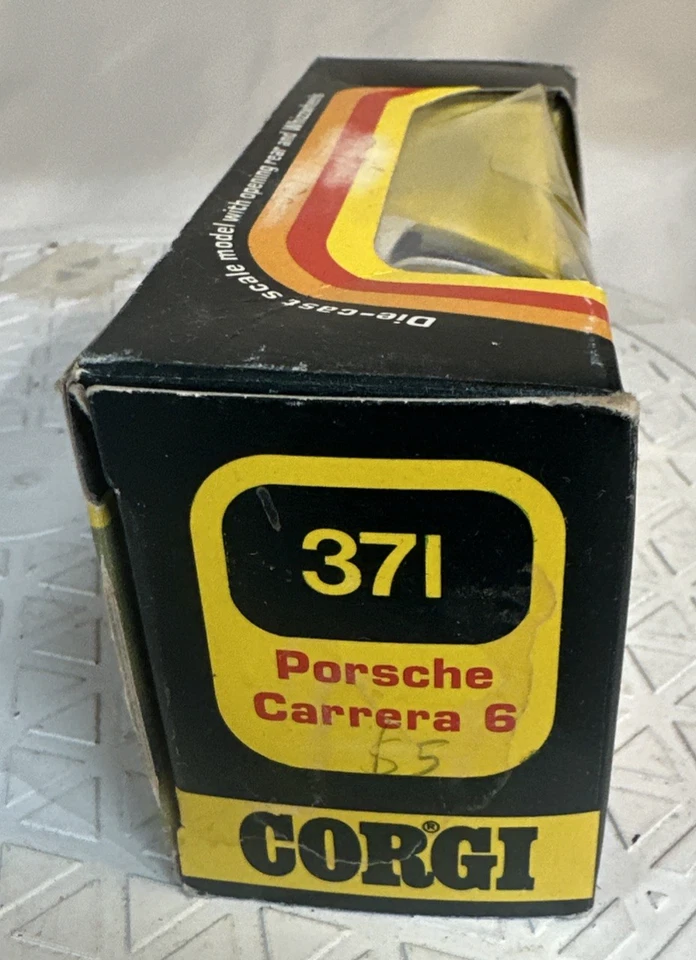 Die-cast scale model with opening rear and Whizzwheels
371
Porsche
Carrera 6
55
CORGI®